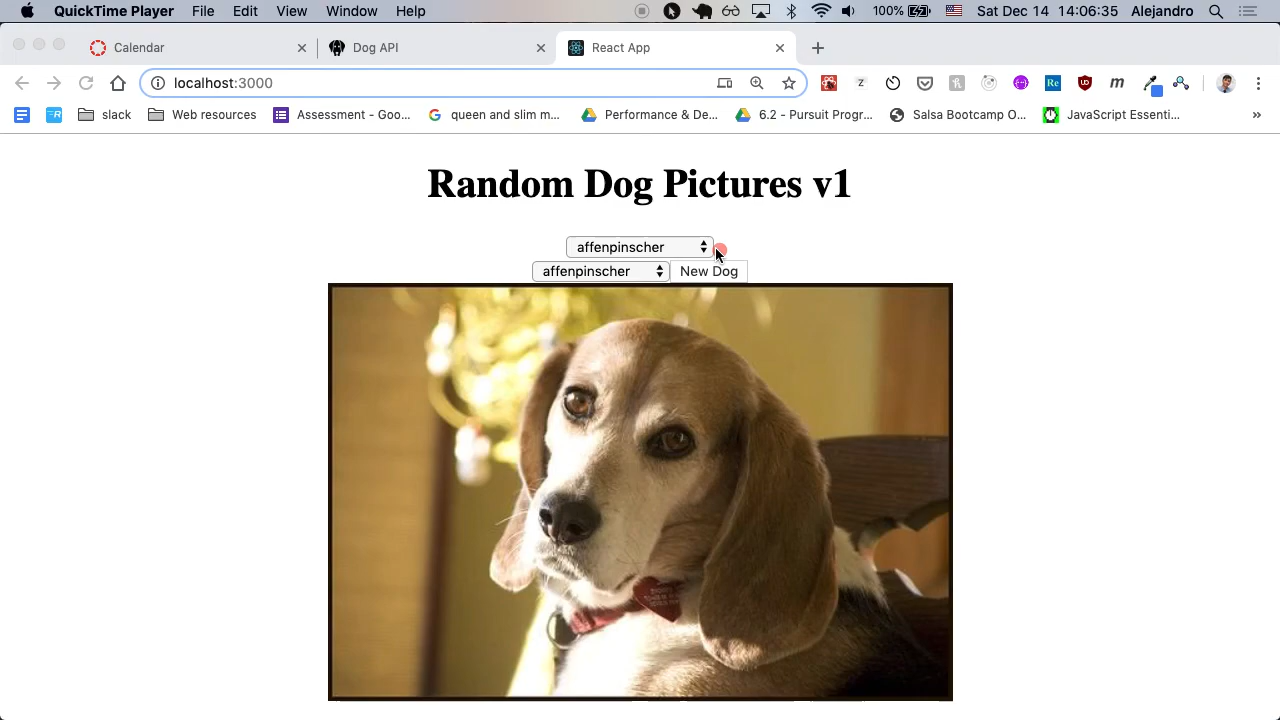 QuickTime Player File Edit View Window Help 100% Sat Dec 14 14:06:35 Alejandro
Calendar Dog API React App
localhost:3000
slack Web resources Assessment - Goo... queen and slim m... Performance & De... 6.2 - Pursuit Progr... Salsa Bootcamp O... JavaScript Essenti...
Random Dog Pictures v1
affenpinscher
affenpinscher New Dog